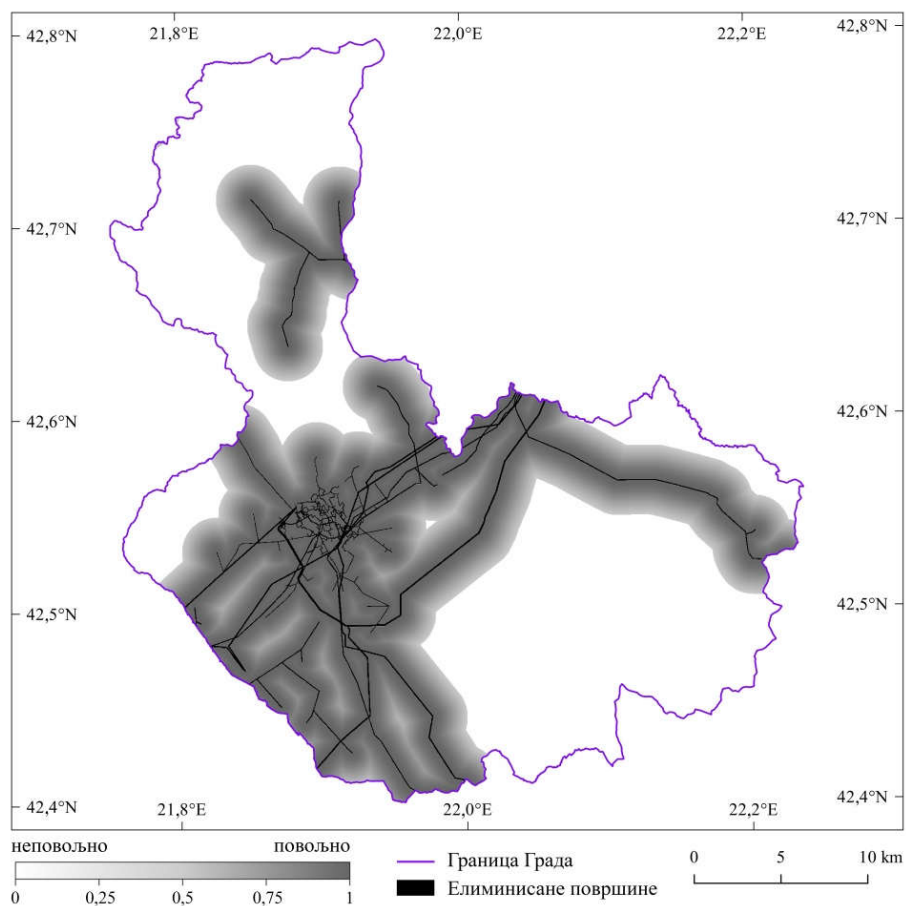 42,8°N 21,8°E 22,0°E 22,2°E 42,8°N
42,7°N 42,7°N
42,6°N 42,6°N
42,5°N 42,5°N
42,4°N 21,8°E 22,0°E 22,2°E 42,4°N
неповољно повољно
0 0,25 0,5 0,75 1
Граница Града
Елиминисане површине
0 5 10 km